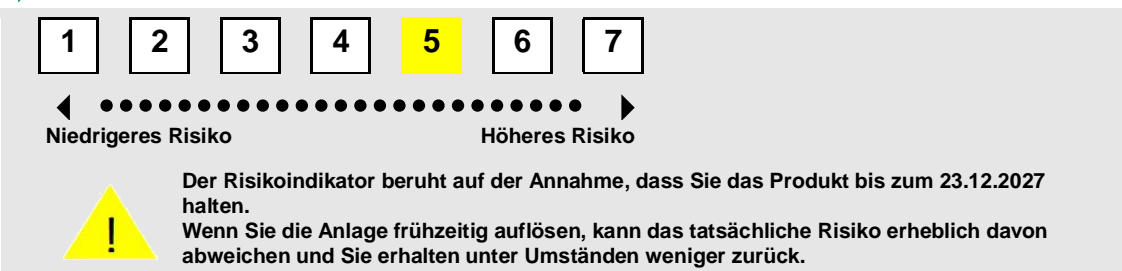 1 2 3 4 5 6 7
Niedrigeres Risiko Höheres Risiko
Der Risikoindikator beruht auf der Annahme, dass Sie das Produkt bis zum 23.12.2027
halten.
Wenn Sie die Anlage frühzeitig auflösen, kann das tatsächliche Risiko erheblich davon
abweichen und Sie erhalten unter Umständen weniger zurück.
!